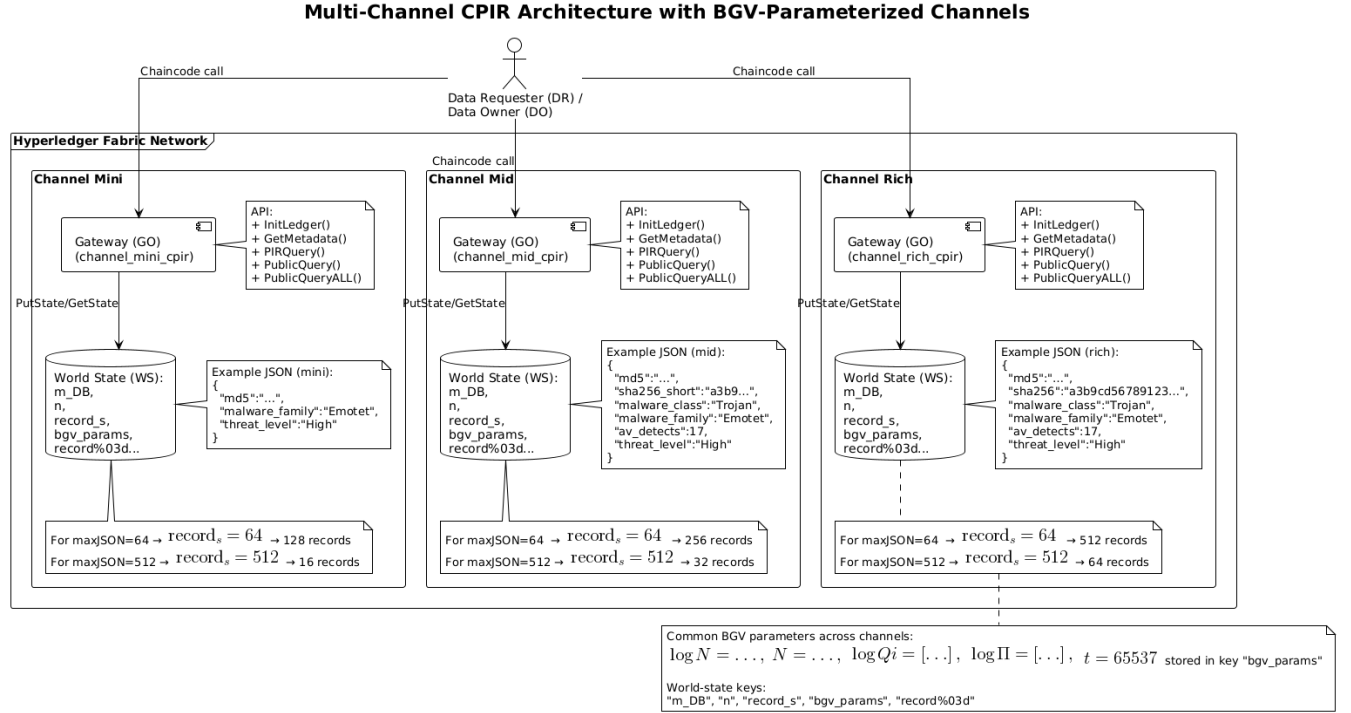 Multi-Channel CPIR Architecture with BGV-Parameterized Channels
Chaincode call
Chaincode call
Data Requester (DR) /
Data Owner (DO)
Hyperledger Fabric Network
Chaincode call
Channel Mini
Gateway (GO)
(channel_mini_cpir)
API:
+ InitLedger()
+ GetMetadata()
+ PIRQuery()
+ PublicQuery()
+ PublicQueryALL()
PutState/GetState
World State (WS):
m_DB,
n,
record_s,
bgv_params,
record%03d...
Example JSON (mini):
{
"md5":"...",
"malware_family":"Emotet",
"threat_level":"High"
}
For maxJSON=64 → record_s = 64 → 128 records
For maxJSON=512 → record_s = 512 → 16 records
Channel Mid
Gateway (GO)
(channel_mid_cpir)
API:
+ InitLedger()
+ GetMetadata()
+ PIRQuery()
+ PublicQuery()
+ PublicQueryALL()
PutState/GetState
World State (WS):
m_DB,
n,
record_s,
bgv_params,
record%03d...
Example JSON (mid):
{
"md5":"...",
"sha256_short":"a3b9...",
"malware_class":"Trojan",
"malware_family":"Emotet",
"av_detects":17,
"threat_level":"High"
}
For maxJSON=64 → record_s = 64 → 256 records
For maxJSON=512 → record_s = 512 → 32 records
Channel Rich
Gateway (GO)
(channel_rich_cpir)
API:
+ InitLedger()
+ GetMetadata()
+ PIRQuery()
+ PublicQuery()
+ PublicQueryALL()
PutState/GetState
World State (WS):
m_DB,
n,
record_s,
bgv_params,
record%03d...
Example JSON (rich):
{
"md5":"...",
"sha256":"a3b9cd56789123...",
"malware_class":"Trojan",
"malware_family":"Emotet",
"av_detects":17,
"threat_level":"High"
}
For maxJSON=64 → record_s = 64 → 512 records
For maxJSON=512 → record_s = 512 → 64 records
Common BGV parameters across channels:
log N = ..., N = ..., log Qi = [...], log Π = [...], t = 65537 stored in key "bgv_params"
World-state keys:
"m_DB", "n", "record_s", "bgv_params", "record%03d"